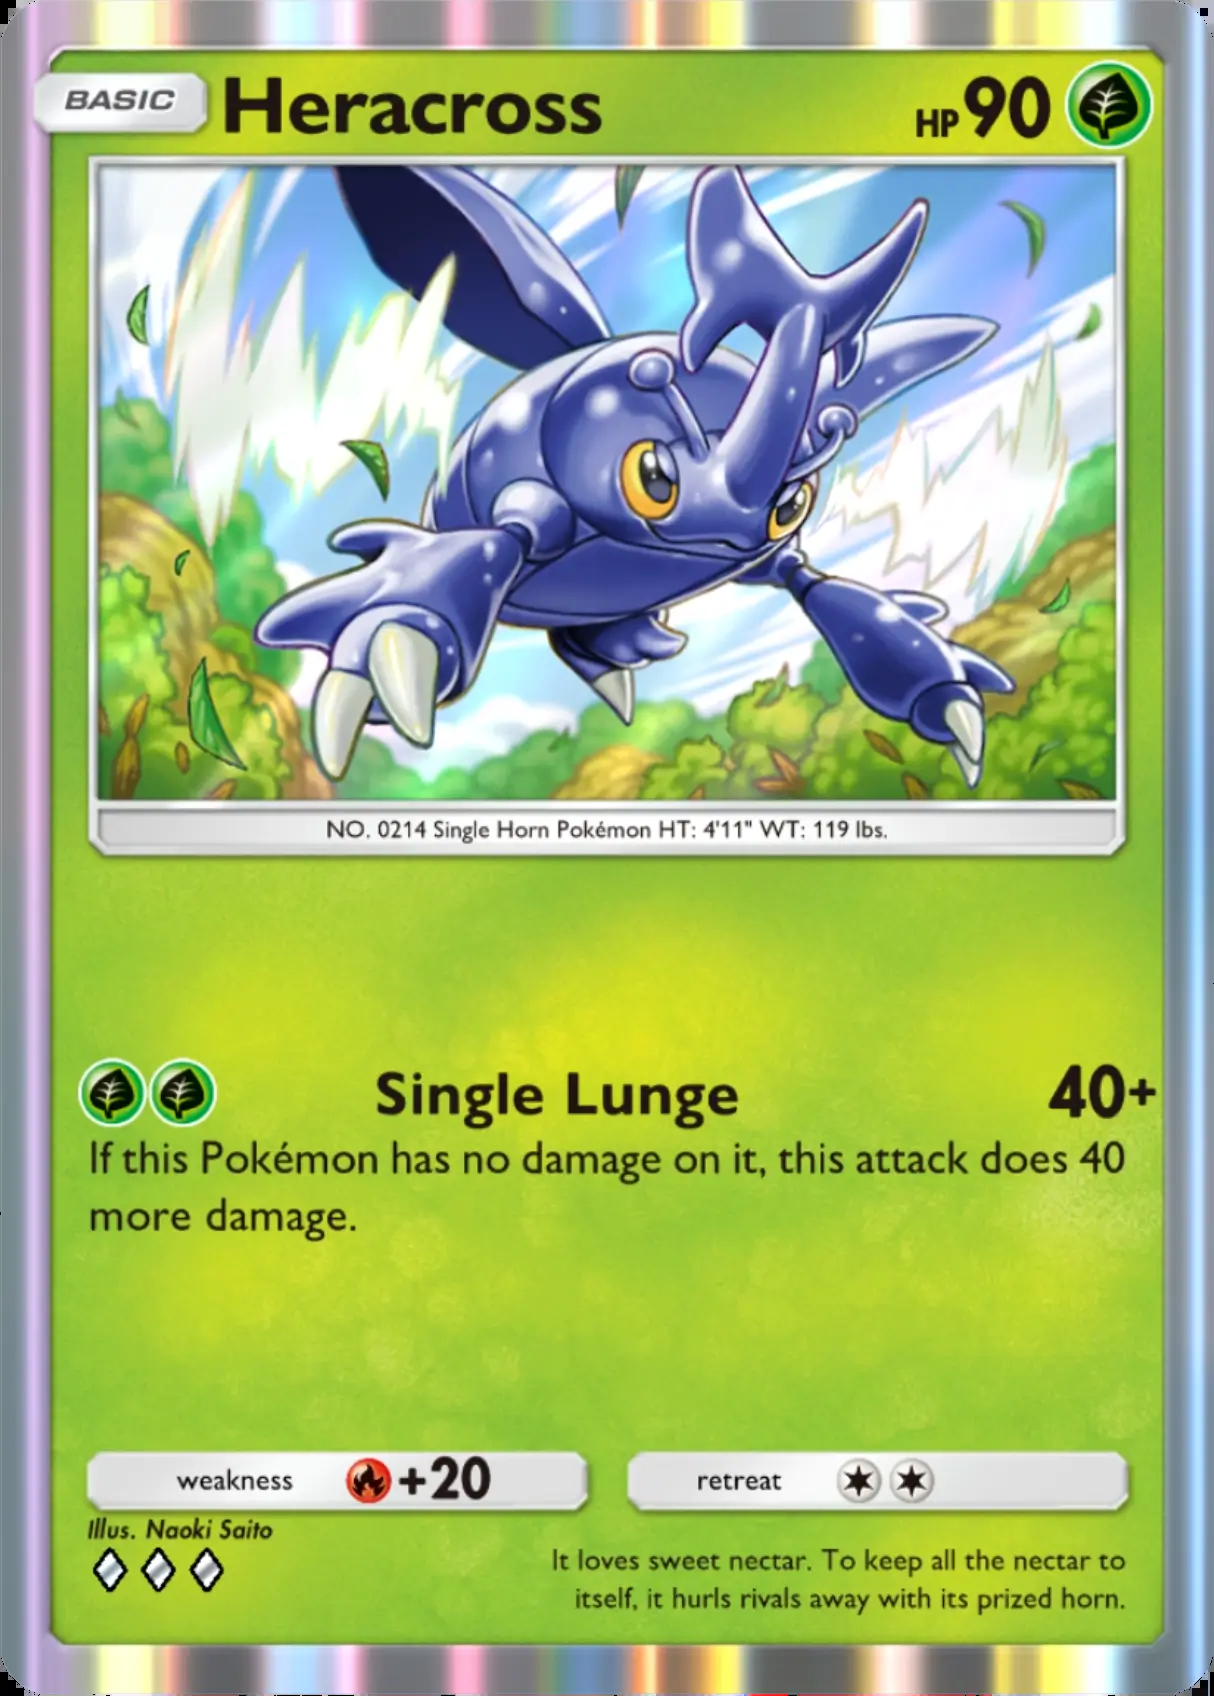 BASIC
Heracross
HP 90
NO. 0214 Single Horn Pokémon HT: 4'11" WT: 119 lbs.
Single Lunge 40+
If this Pokémon has no damage on it, this attack does 40
more damage.
weakness +20
retreat
Illus. Naoki Saito
It loves sweet nectar. To keep all the nectar to
itself, it hurls rivals away with its prized horn.